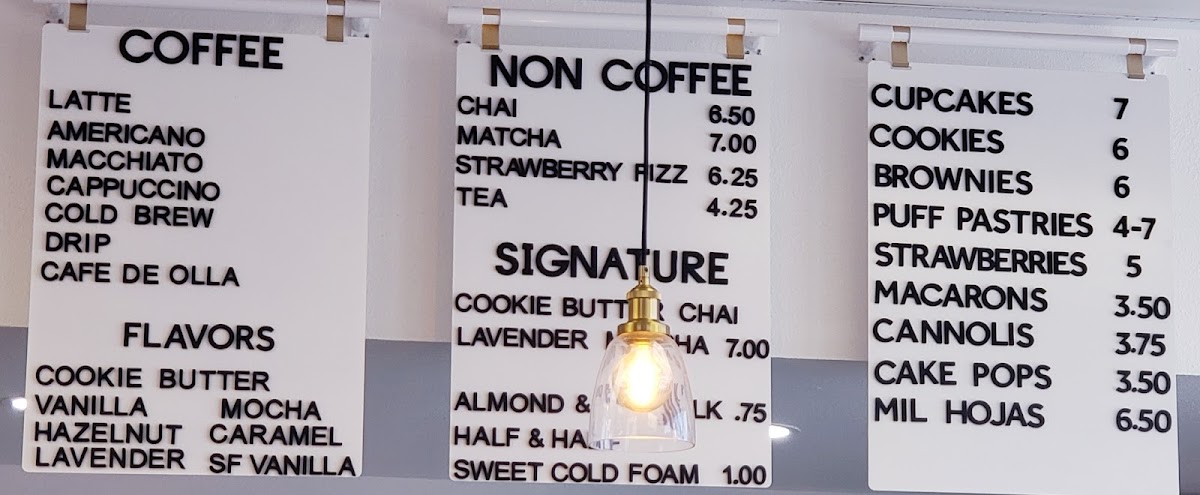 COFFEE
LATTE
AMERICANO
MACCHIATO
CAPPUCCINO
COLD BREW
DRIP
CAFE DE OLLA
FLAVORS
COOKIE BUTTER
VANILLA MOCHA
HAZELNUT CARAMEL
LAVENDER SF VANILLA
NON COFFEE
CHAI 6.50
MATCHA 7.00
STRAWBERRY FIZZ 6.25
TEA 4.25
SIGNATURE
COOKIE BUTTER CHAI
LAVENDER MATCHA 7.00
ALMOND & .75
HALF & HALF
SWEET COLD FOAM 1.00
CUPCAKES 7
COOKIES 6
BROWNIES 6
PUFF PASTRIES 4-7
STRAWBERRIES 5
MACARONS 3.50
CANNOLIS 3.75
CAKE POPS 3.50
MIL HOJAS 6.50